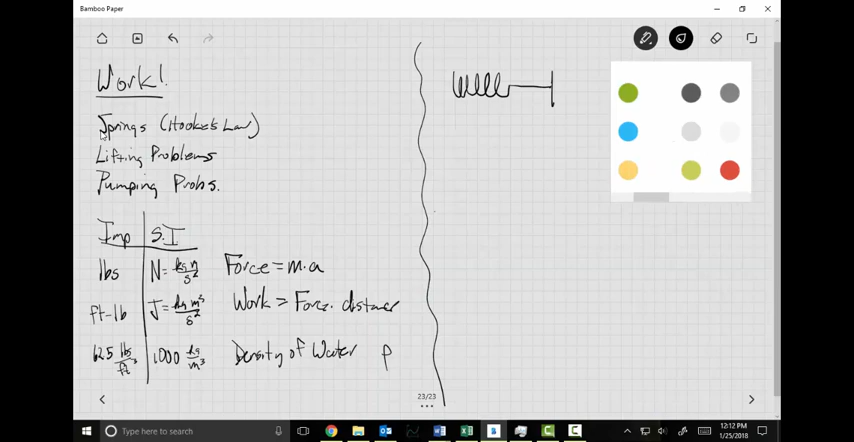 Bamboo Paper
Work!
Springs (Hooke's Law)
Lifting Problems
Pumping Probs.
Imp S.I
lbs N = kg m / s² Force = m·a
ft-lb J = kg m² / s² Work = Force · distance
62.5 lbs / ft³ 1000 kg / m³ Density of Water ρ
23/23
Type here to search
12:12 PM
1/25/2018